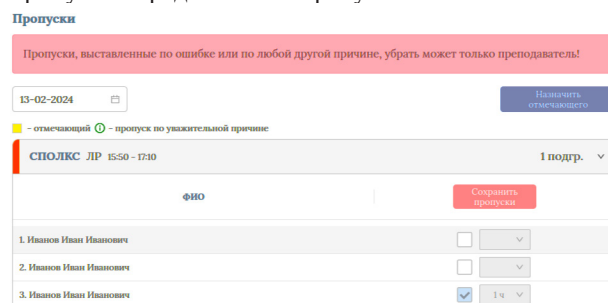 Пропуски
Пропуски, выставленные по ошибке или по любой другой причине, убрать может только преподаватель!
13-02-2024
Назначить
отмечающего
- отмечающий - пропуск по уважительной причине
СПОЛКС ЛР 15:50 - 17:10 1 подгр.
ФИО
Сохранить
пропуски
1. Иванов Иван Иванович
2. Иванов Иван Иванович
3. Иванов Иван Иванович 1 ч